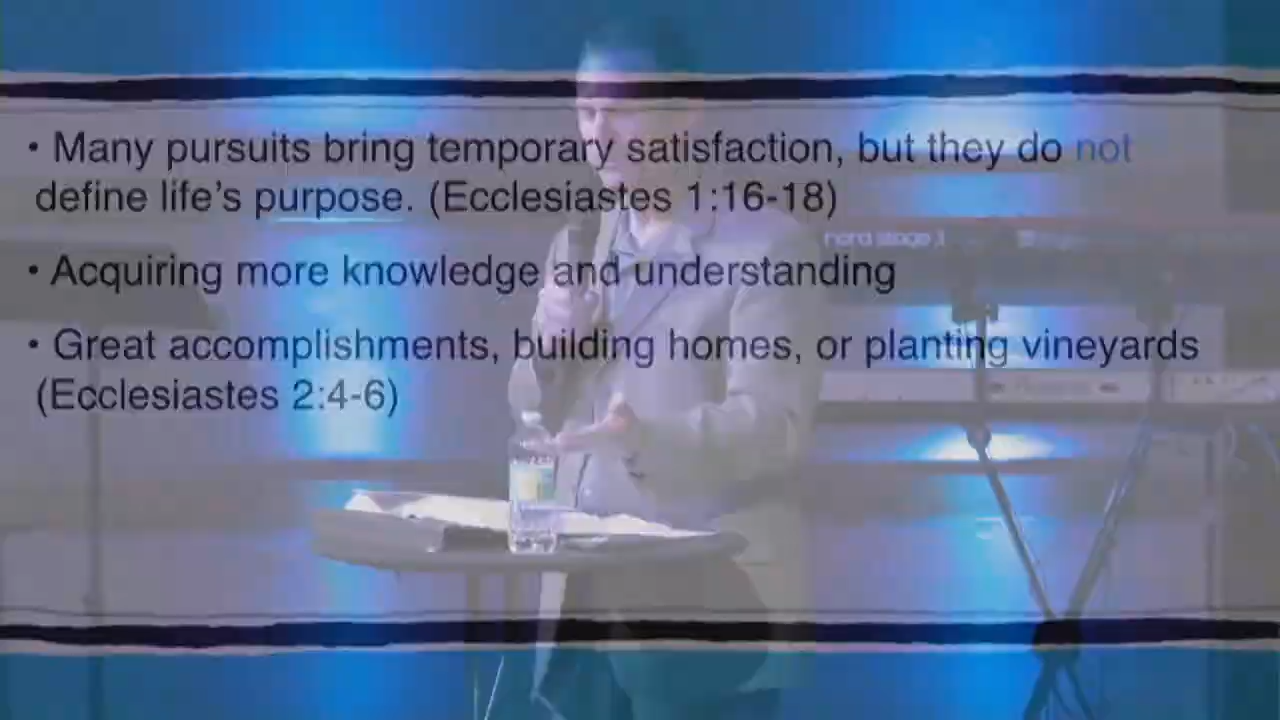 • Many pursuits bring temporary satisfaction, but they do not
define life's purpose. (Ecclesiastes 1:16-18)
• Acquiring more knowledge and understanding
nord stage
• Great accomplishments, building homes, or planting vineyards
(Ecclesiastes 2:4-6)